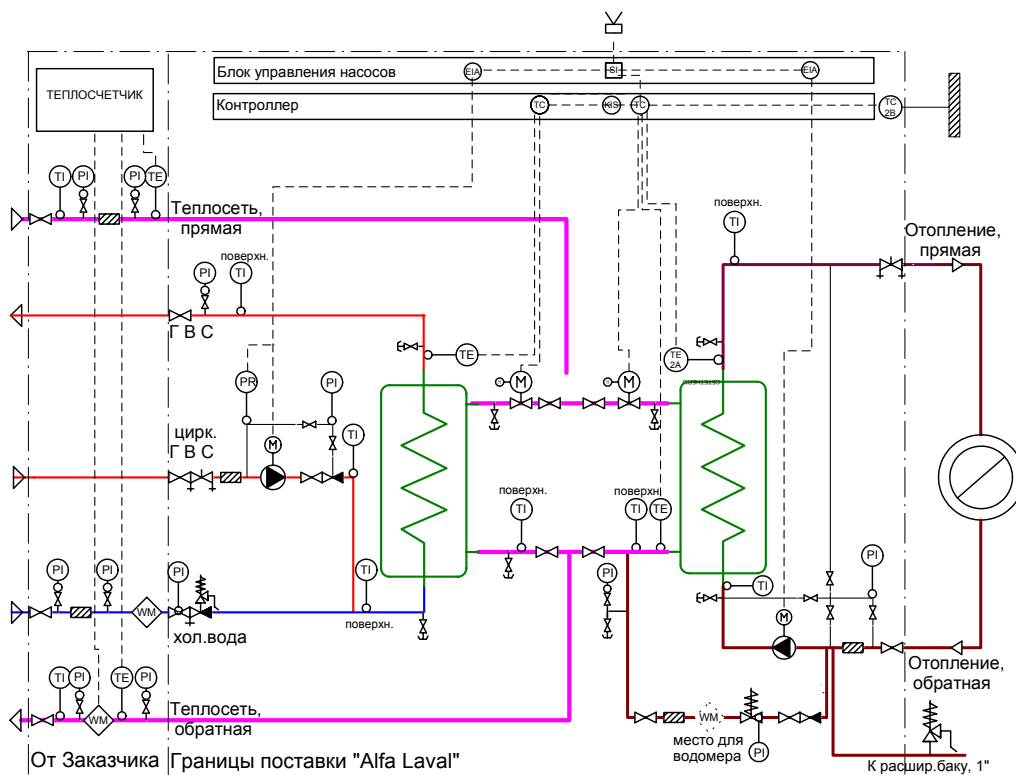 Блок управления насосов
EIA
SI
EIA
ТЕПЛОСЧЕТЧИК
Контроллер
TC
KIS
TC
TC
2B
TI
PI
PI
TE
Теплосеть,
прямая
поверхн.
TI
Отопление,
прямая
PI
поверхн.
TI
Г В С
TE
TE
2A
PR
PI
M
M
цирк.
Г В С
M
TI
поверхн.
TI
поверхн.
TI
TE
PI
PI
PI
WM
TI
поверхн.
хол.вода
PI
TI
PI
M
TI
PI
TE
PI
WM
Теплосеть,
обратная
Отопление,
обратная
WM
место для
водомера
PI
К расшир.баку, 1"
От Заказчика
Границы поставки "Alfa Laval"